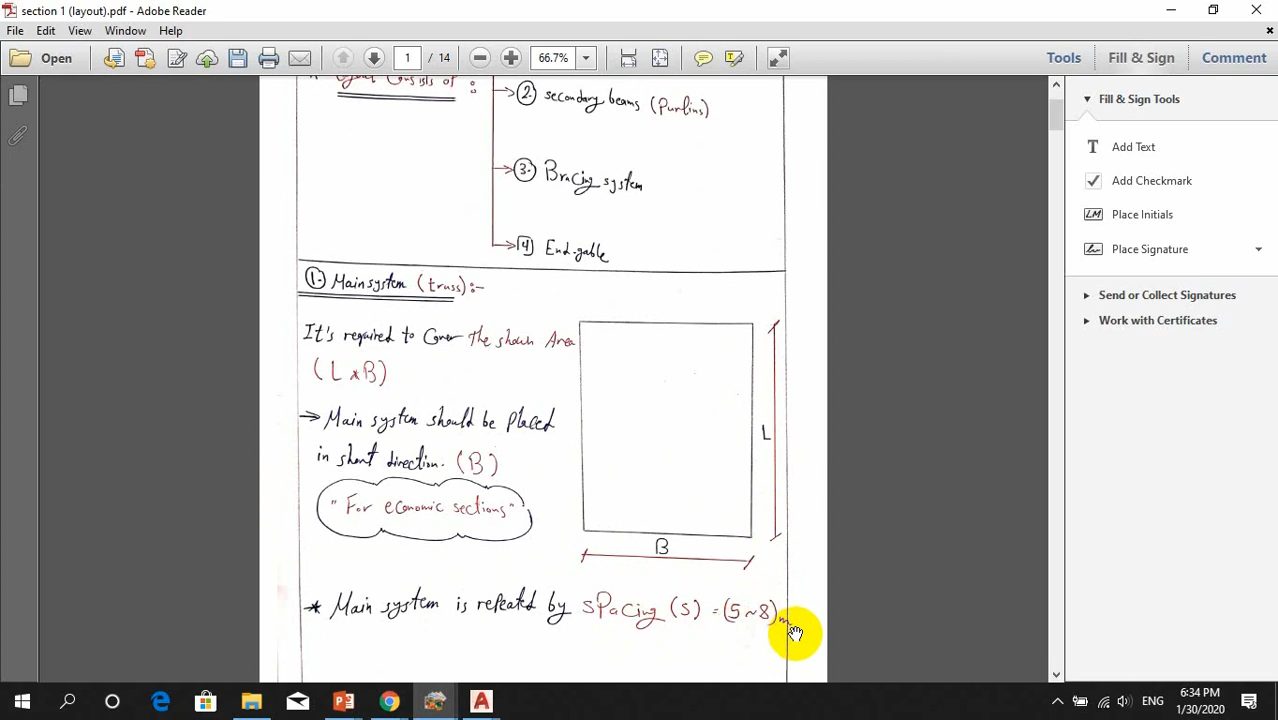 section 1 (layout).pdf - Adobe Reader
File Edit View Window Help
Open 1 / 14 66.7% Tools Fill & Sign Comment
Layout Consists of :
2. secondary beams (Purlins)
3. Bracing system
4 End-gable
1. Main system (truss):-
It's required to Cover The shown Area
(L * B)
→ Main system should be Placed
in short direction. (B)
"For economic sections"
L
B
* Main system is repeated by sPacing (s) = (5 ~ 8) m
Fill & Sign Tools
T Add Text
Add Checkmark
LM Place Initials
Place Signature
Send or Collect Signatures
Work with Certificates
ENG
6:34 PM
1/30/2020